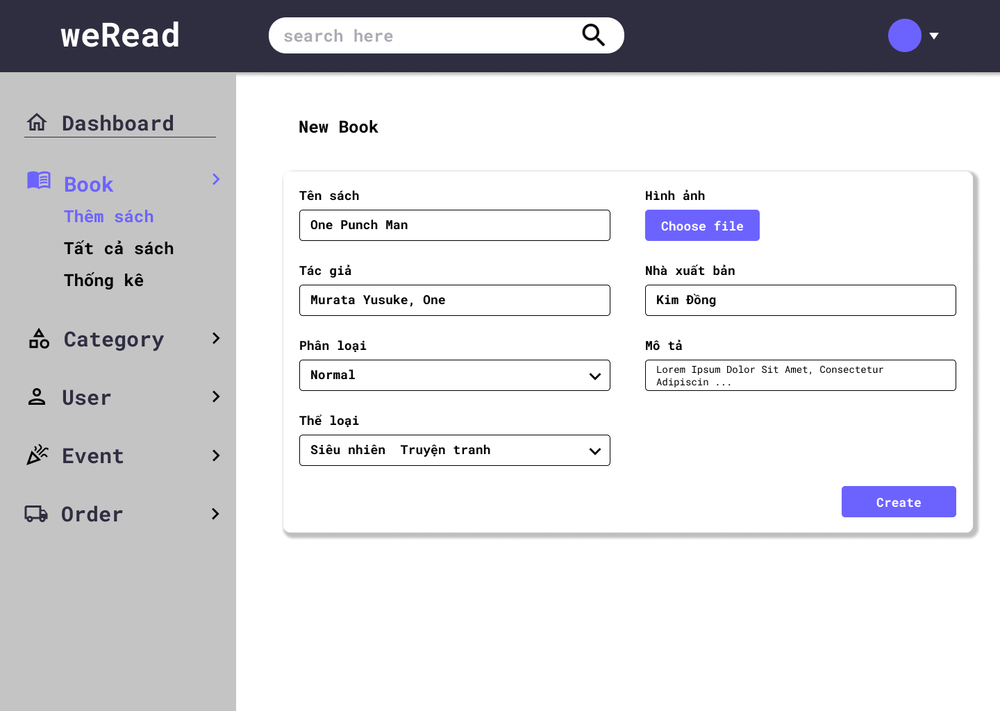 weRead
search here
Dashboard
Book
Thêm sách
Tất cả sách
Thống kê
Category
User
Event
Order
New Book
Tên sách
One Punch Man
Hình ảnh
Choose file
Tác giả
Murata Yusuke, One
Nhà xuất bản
Kim Đồng
Phân loại
Normal
Mô tả
Lorem Ipsum Dolor Sit Amet, Consectetur
Adipiscin ...
Thể loại
Siêu nhiên  Truyện tranh
Create